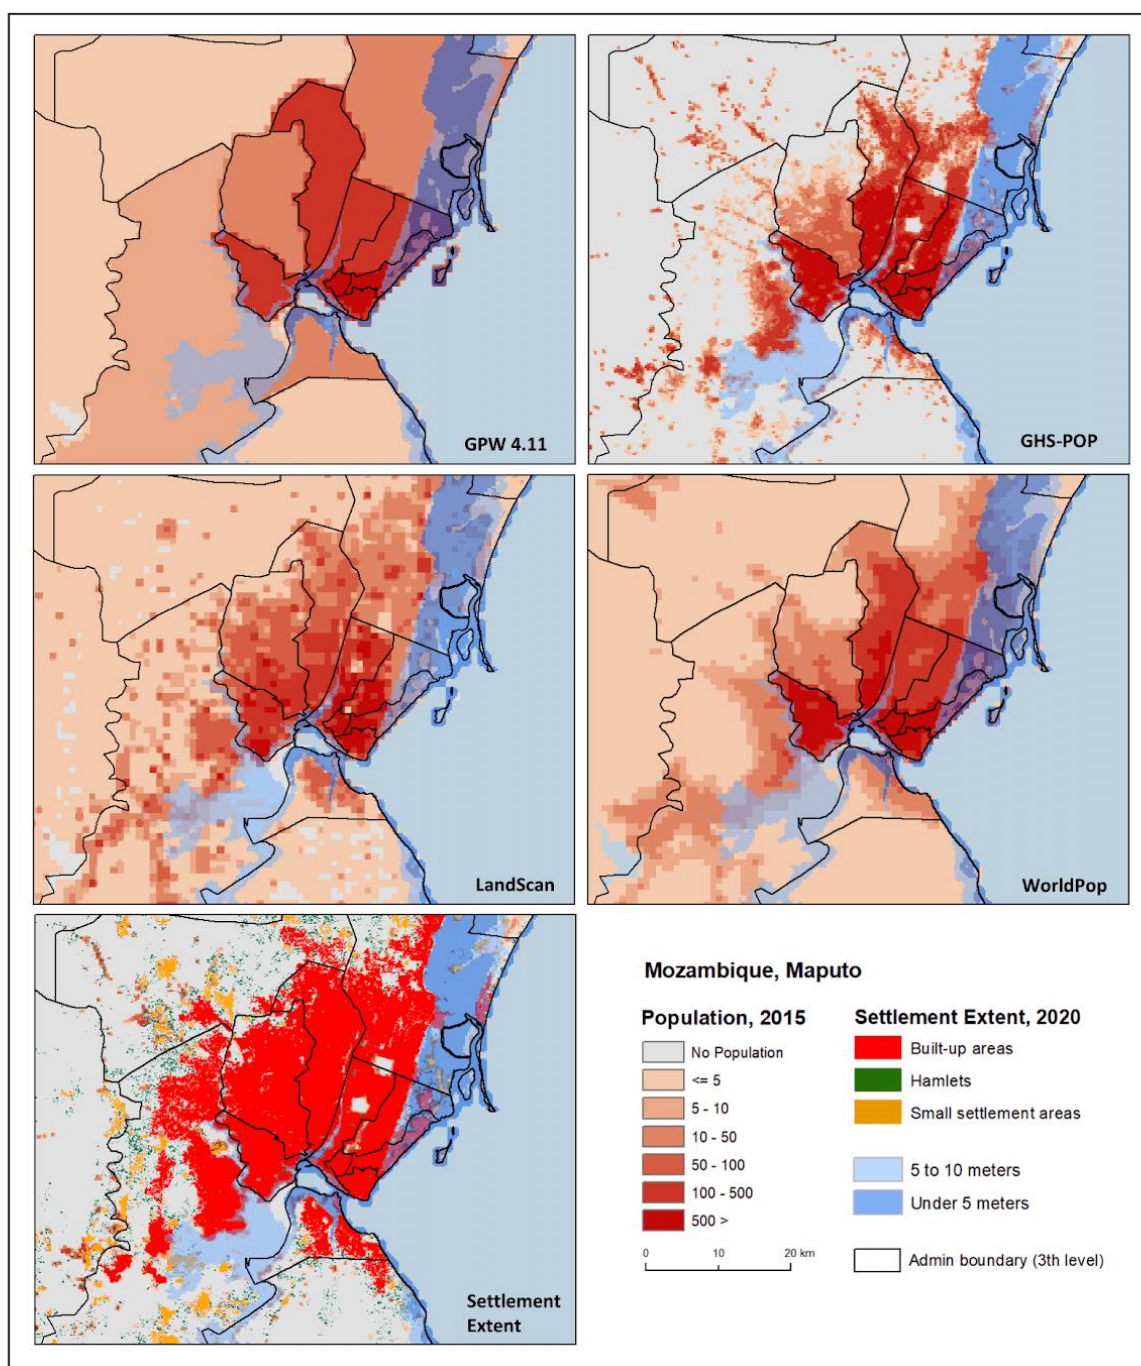 GPW 4.11
GHS-POP
LandScan
WorldPop
Settlement
Extent
Mozambique, Maputo
Population, 2015
No Population
<= 5
5 - 10
10 - 50
50 - 100
100 - 500
500 >
0 10 20 km
Settlement Extent, 2020
Built-up areas
Hamlets
Small settlement areas
5 to 10 meters
Under 5 meters
Admin boundary (3th level)